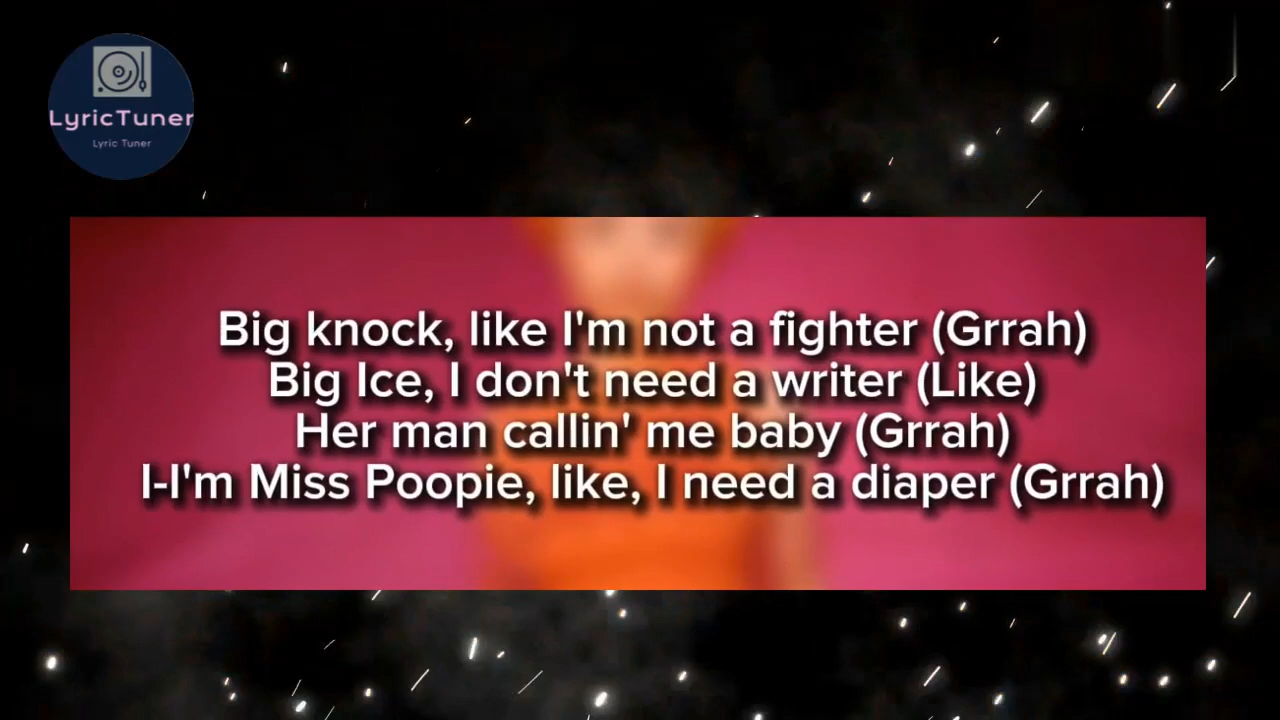 LyricTuner
Lyric Tuner
Big knock, like I'm not a fighter (Grrah)
Big Ice, I don't need a writer (Like)
Her man callin' me baby (Grrah)
I-I'm Miss Poopie, like, I need a diaper (Grrah)